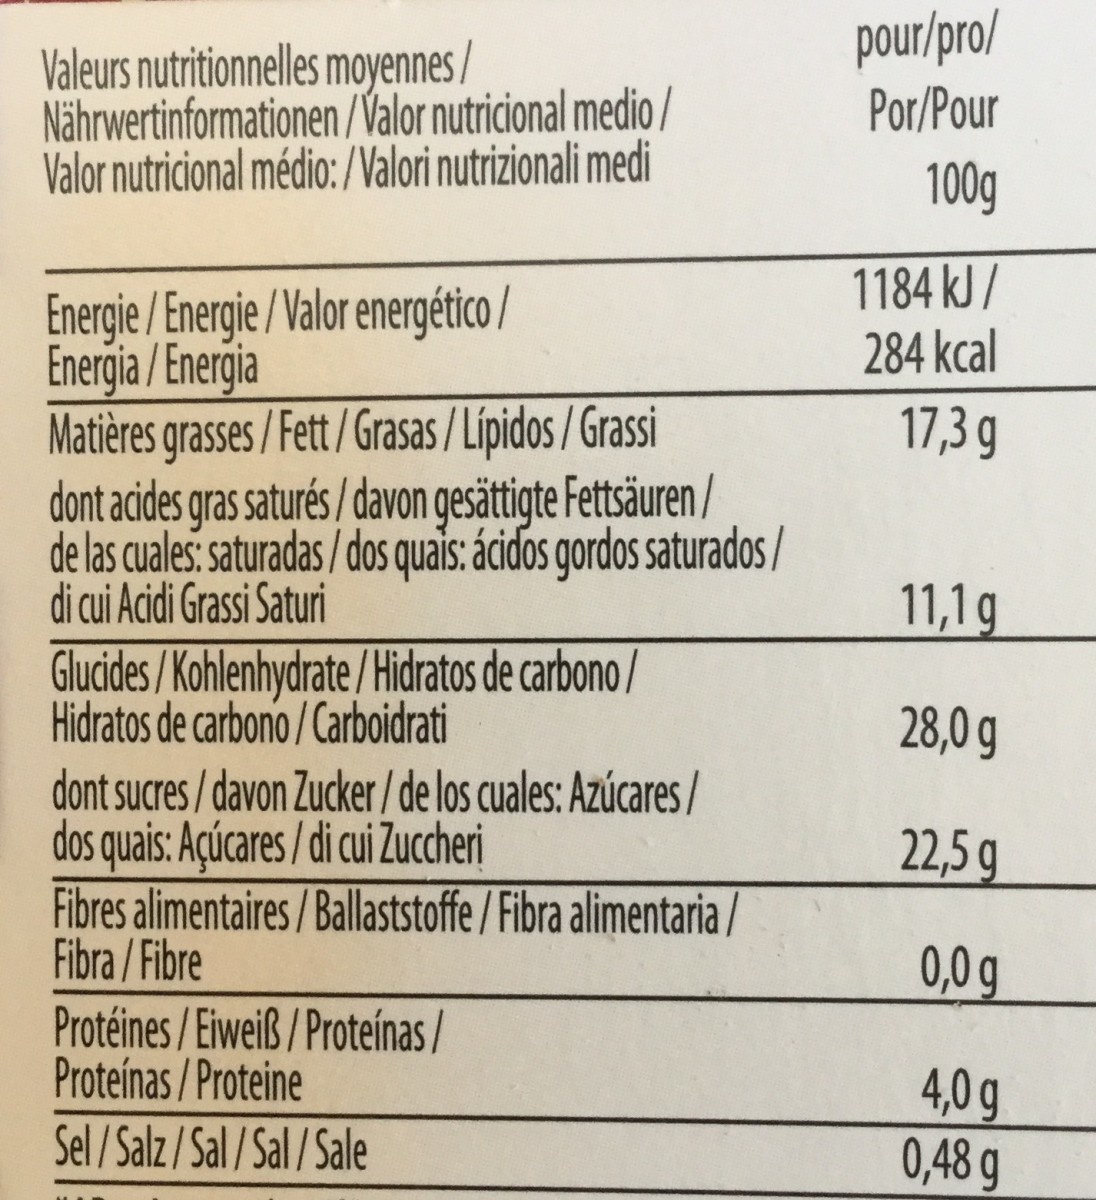 Valeurs nutritionnelles moyennes /
Nährwertinformationen / Valor nutricional medio /
Valor nutricional médio: / Valori nutrizionali medi
pour/pro/
Por/Pour
100g
Energie / Energie / Valor energético /
Energia / Energia
1184 kJ /
284 kcal
Matières grasses / Fett / Grasas / Lípidos / Grassi 17,3 g
dont acides gras saturés / davon gesättigte Fettsäuren /
de las cuales: saturadas / dos quais: ácidos gordos saturados /
di cui Acidi Grassi Saturi 11,1 g
Glucides / Kohlenhydrate / Hidratos de carbono /
Hidratos de carbono / Carboidrati 28,0 g
dont sucres / davon Zucker / de los cuales: Azúcares /
dos quais: Açúcares / di cui Zuccheri 22,5 g
Fibres alimentaires / Ballaststoffe / Fibra alimentaria /
Fibra / Fibre 0,0 g
Protéines / Eiweiß / Proteínas /
Proteínas / Proteine 4,0 g
Sel / Salz / Sal / Sal / Sale 0,48 g